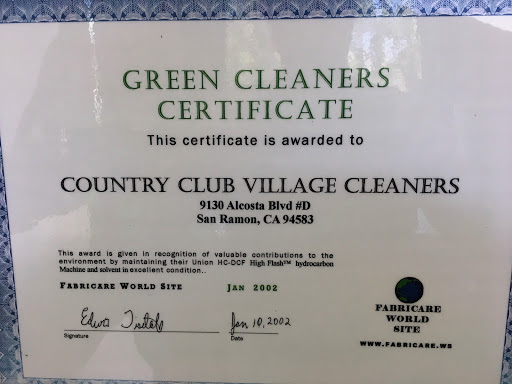 GREEN CLEANERS
CERTIFICATE
This certificate is awarded to
COUNTRY CLUB VILLAGE CLEANERS
9130 Alcosta Blvd #D
San Ramon, CA 94583
This award is given in recognition of valuable contributions to the
environment by maintaining their Union HC-DCF High Flash™ hydrocarbon
Machine and solvent in excellent condition..
FABRICARE WORLD SITE JAN 2002
Jan 10, 2002
Signature Date
FABRICARE
WORLD
SITE
WWW.FABRICARE.WS